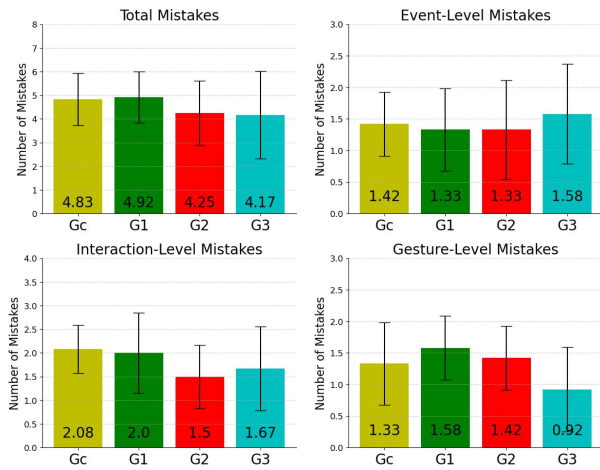 Total Mistakes
Number of Mistakes
8
7
6
5
4
3
2
1
0
4.83
4.92
4.25
4.17
Gc
G1
G2
G3
Event-Level Mistakes
Number of Mistakes
3.0
2.5
2.0
1.5
1.0
0.5
0.0
1.42
1.33
1.33
1.58
Gc
G1
G2
G3
Interaction-Level Mistakes
Number of Mistakes
4.0
3.5
3.0
2.5
2.0
1.5
1.0
0.5
0.0
2.08
2.0
1.5
1.67
Gc
G1
G2
G3
Gesture-Level Mistakes
Number of Mistakes
3.0
2.5
2.0
1.5
1.0
0.5
0.0
1.33
1.58
1.42
0.92
Gc
G1
G2
G3